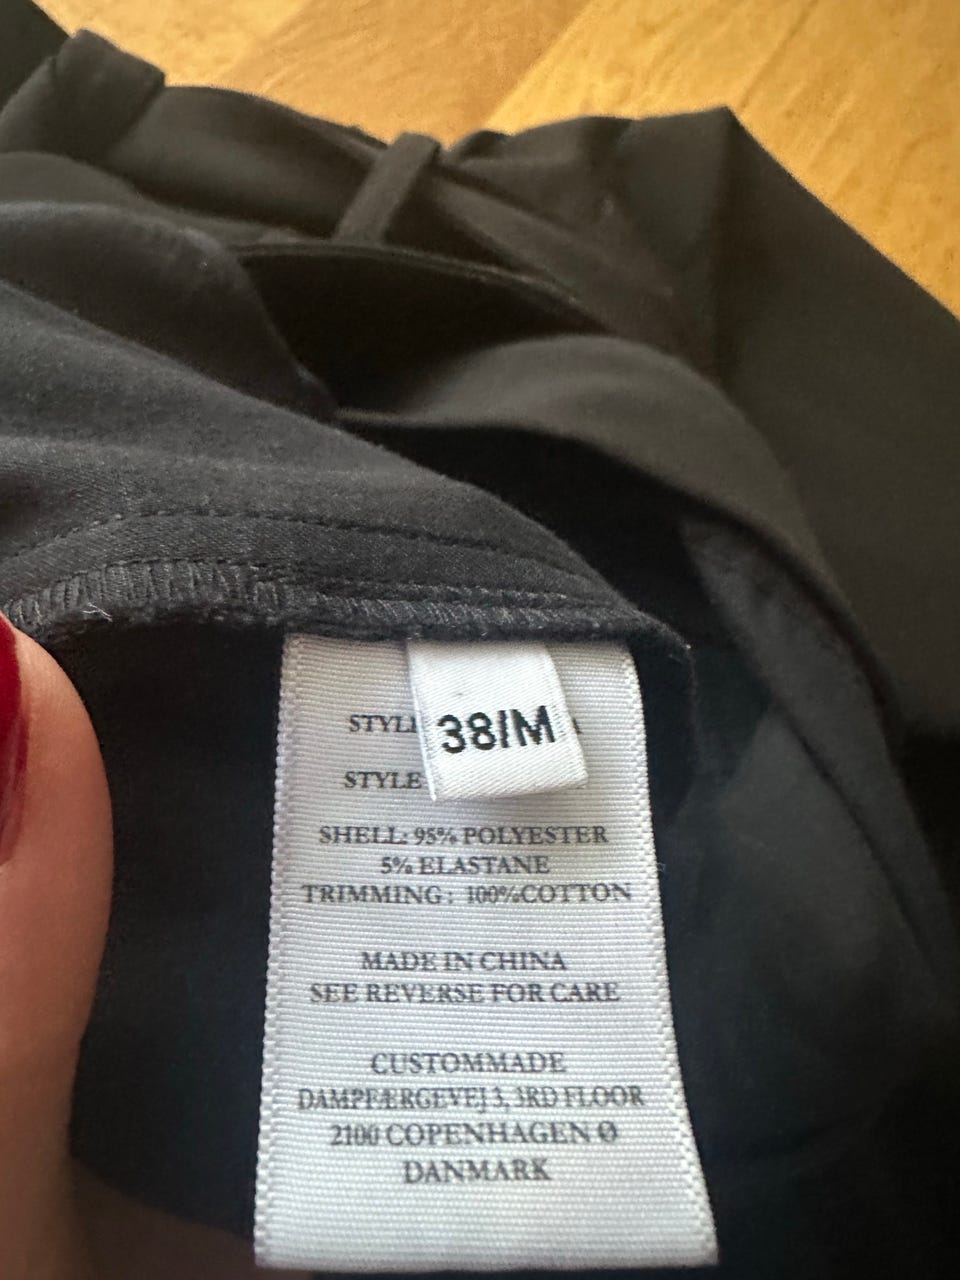 38/M
STYLE
SHELL: 95% POLYESTER
5% ELASTANE
TRIMMING: 100%COTTON
MADE IN CHINA
SEE REVERSE FOR CARE
CUSTOMMADE
DAMPFÆRGEVEJ 3, 3RD FLOOR
2100 COPENHAGEN Ø
DANMARK